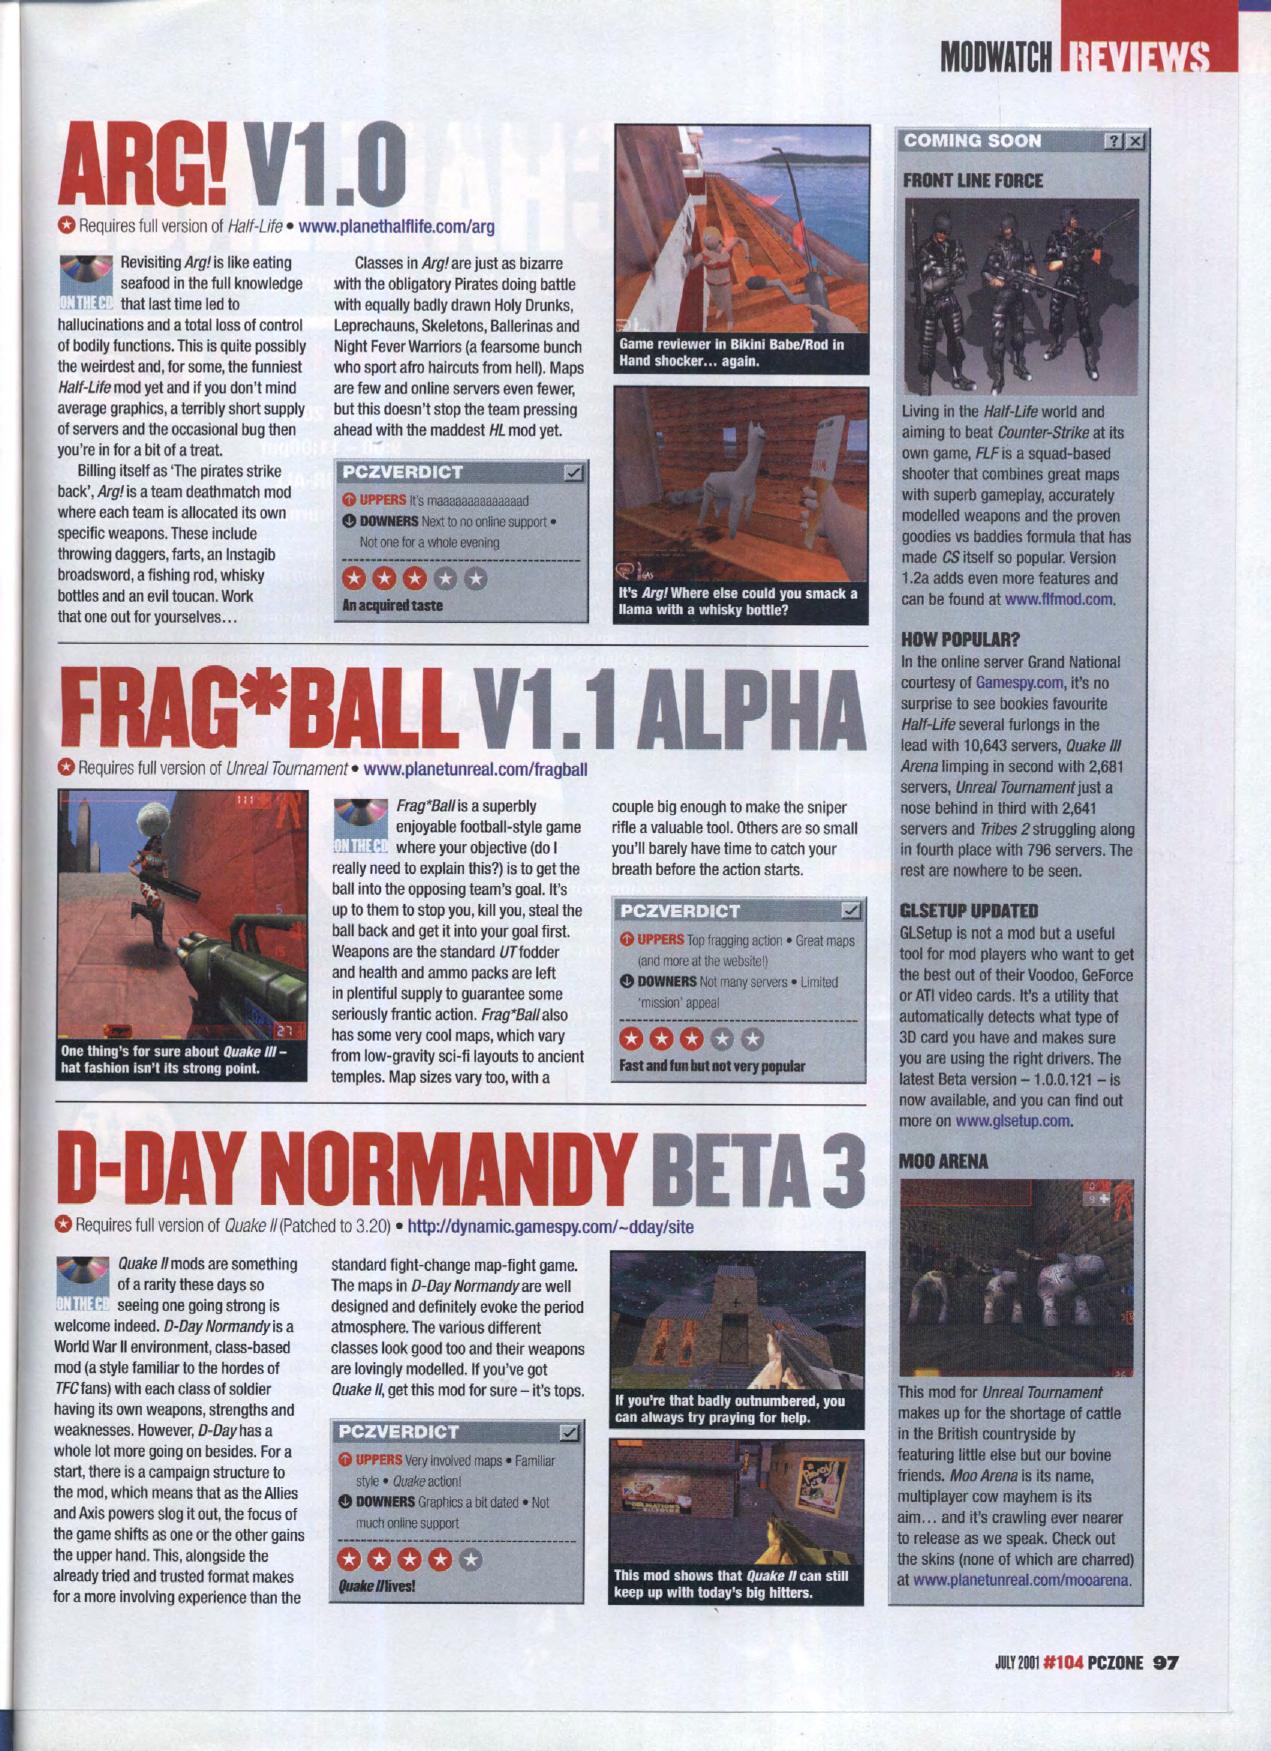 MODWATCH REVIEWS
ARG! V1.0
Requires full version of Half-Life • www.planethalflife.com/arg
ON THE CD
Revisiting Arg! is like eating
seafood in the full knowledge
that last time led to
hallucinations and a total loss of control
of bodily functions. This is quite possibly
the weirdest and, for some, the funniest
Half-Life mod yet and if you don't mind
average graphics, a terribly short supply
of servers and the occasional bug then
you're in for a bit of a treat.
Billing itself as 'The pirates strike
back', Arg! is a team deathmatch mod
where each team is allocated its own
specific weapons. These include
throwing daggers, farts, an Instagib
broadsword, a fishing rod, whisky
bottles and an evil toucan. Work
that one out for yourselves...
Classes in Arg! are just as bizarre
with the obligatory Pirates doing battle
with equally badly drawn Holy Drunks,
Leprechauns, Skeletons, Ballerinas and
Night Fever Warriors (a fearsome bunch
who sport afro haircuts from hell). Maps
are few and online servers even fewer,
but this doesn't stop the team pressing
ahead with the maddest HL mod yet.
PCZVERDICT
UPPERS It's maaaaaaaaaaaaaad
DOWNERS Next to no online support •
Not one for a whole evening
An acquired taste
Game reviewer in Bikini Babe/Rod in
Hand shocker... again.
It's Arg! Where else could you smack a
llama with a whisky bottle?
FRAG*BALL V1.1 ALPHA
Requires full version of Unreal Tournament • www.planetunreal.com/fragball
111
5
27
One thing's for sure about Quake III –
hat fashion isn't its strong point.
ON THE CD
Frag*Ball is a superbly
enjoyable football-style game
where your objective (do I
really need to explain this?) is to get the
ball into the opposing team's goal. It's
up to them to stop you, kill you, steal the
ball back and get it into your goal first.
Weapons are the standard UT fodder
and health and ammo packs are left
in plentiful supply to guarantee some
seriously frantic action. Frag*Ball also
has some very cool maps, which vary
from low-gravity sci-fi layouts to ancient
temples. Map sizes vary too, with a
couple big enough to make the sniper
rifle a valuable tool. Others are so small
you'll barely have time to catch your
breath before the action starts.
PCZVERDICT
UPPERS Top fragging action • Great maps
(and more at the website!)
DOWNERS Not many servers • Limited
'mission' appeal
Fast and fun but not very popular
D-DAY NORMANDY BETA 3
Requires full version of Quake II (Patched to 3.20) • http://dynamic.gamespy.com/~dday/site
ON THE CD
Quake II mods are something
of a rarity these days so
seeing one going strong is
welcome indeed. D-Day Normandy is a
World War II environment, class-based
mod (a style familiar to the hordes of
TFC fans) with each class of soldier
having its own weapons, strengths and
weaknesses. However, D-Day has a
whole lot more going on besides. For a
start, there is a campaign structure to
the mod, which means that as the Allies
and Axis powers slog it out, the focus of
the game shifts as one or the other gains
the upper hand. This, alongside the
already tried and trusted format makes
for a more involving experience than the
standard fight-change map-fight game.
The maps in D-Day Normandy are well
designed and definitely evoke the period
atmosphere. The various different
classes look good too and their weapons
are lovingly modelled. If you've got
Quake II, get this mod for sure – it's tops.
PCZVERDICT
UPPERS Very involved maps • Familiar
style • Quake action!
DOWNERS Graphics a bit dated • Not
much online support
Quake II lives!
If you're that badly outnumbered, you
can always try praying for help.
This mod shows that Quake II can still
keep up with today's big hitters.
COMING SOON
FRONT LINE FORCE
Living in the Half-Life world and
aiming to beat Counter-Strike at its
own game, FLF is a squad-based
shooter that combines great maps
with superb gameplay, accurately
modelled weapons and the proven
goodies vs baddies formula that has
made CS itself so popular. Version
1.2a adds even more features and
can be found at www.flfmod.com.
HOW POPULAR?
In the online server Grand National
courtesy of Gamespy.com, it's no
surprise to see bookies favourite
Half-Life several furlongs in the
lead with 10,643 servers, Quake III
Arena limping in second with 2,681
servers, Unreal Tournament just a
nose behind in third with 2,641
servers and Tribes 2 struggling along
in fourth place with 796 servers. The
rest are nowhere to be seen.
GLSETUP UPDATED
GLSetup is not a mod but a useful
tool for mod players who want to get
the best out of their Voodoo, GeForce
or ATI video cards. It's a utility that
automatically detects what type of
3D card you have and makes sure
you are using the right drivers. The
latest Beta version – 1.0.0.121 – is
now available, and you can find out
more on www.glsetup.com.
MOO ARENA
This mod for Unreal Tournament
makes up for the shortage of cattle
in the British countryside by
featuring little else but our bovine
friends. Moo Arena is its name,
multiplayer cow mayhem is its
aim... and it's crawling ever nearer
to release as we speak. Check out
the skins (none of which are charred)
at www.planetunreal.com/mooarena.
JULY 2001 #104 PCZONE 97